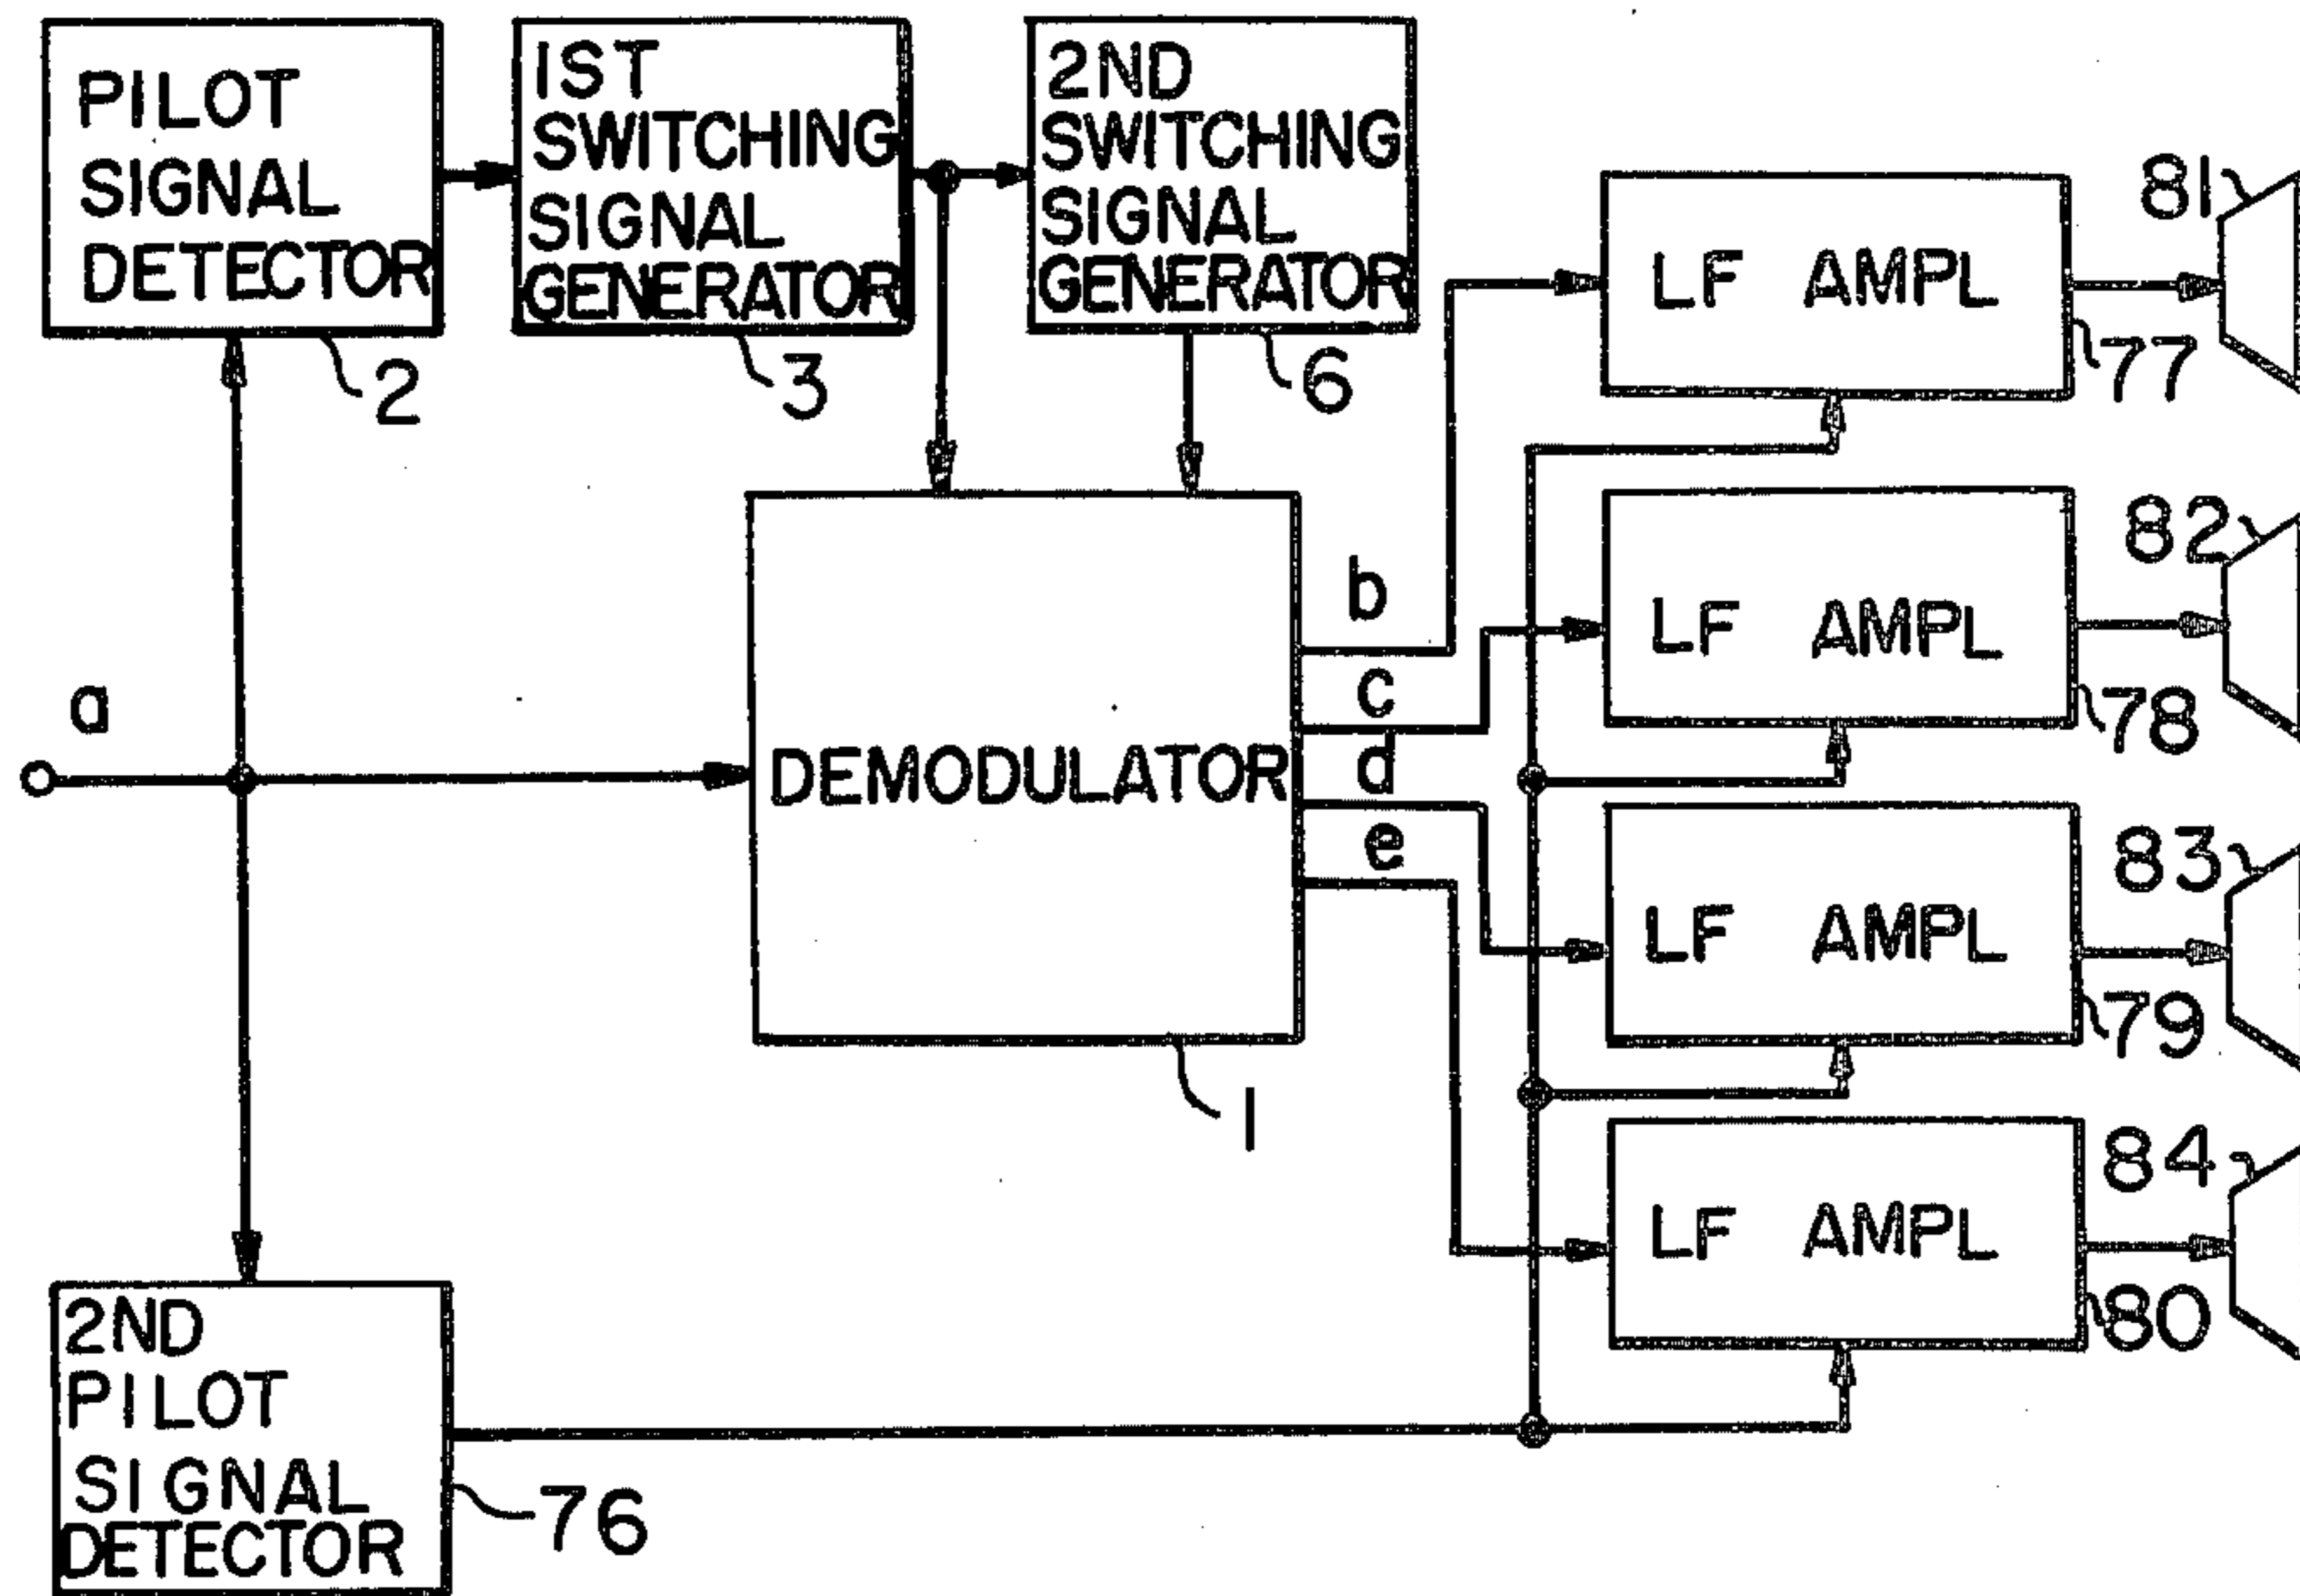 PILOT
SIGNAL
DETECTOR
2
1ST
SWITCHING
SIGNAL
GENERATOR
3
2ND
SWITCHING
SIGNAL
GENERATOR
6
LF AMPL
77
81
LF AMPL
78
82
LF AMPL
79
83
LF AMPL
80
84
a
DEMODULATOR
1
b
c
d
e
2ND
PILOT
SIGNAL
DETECTOR
76